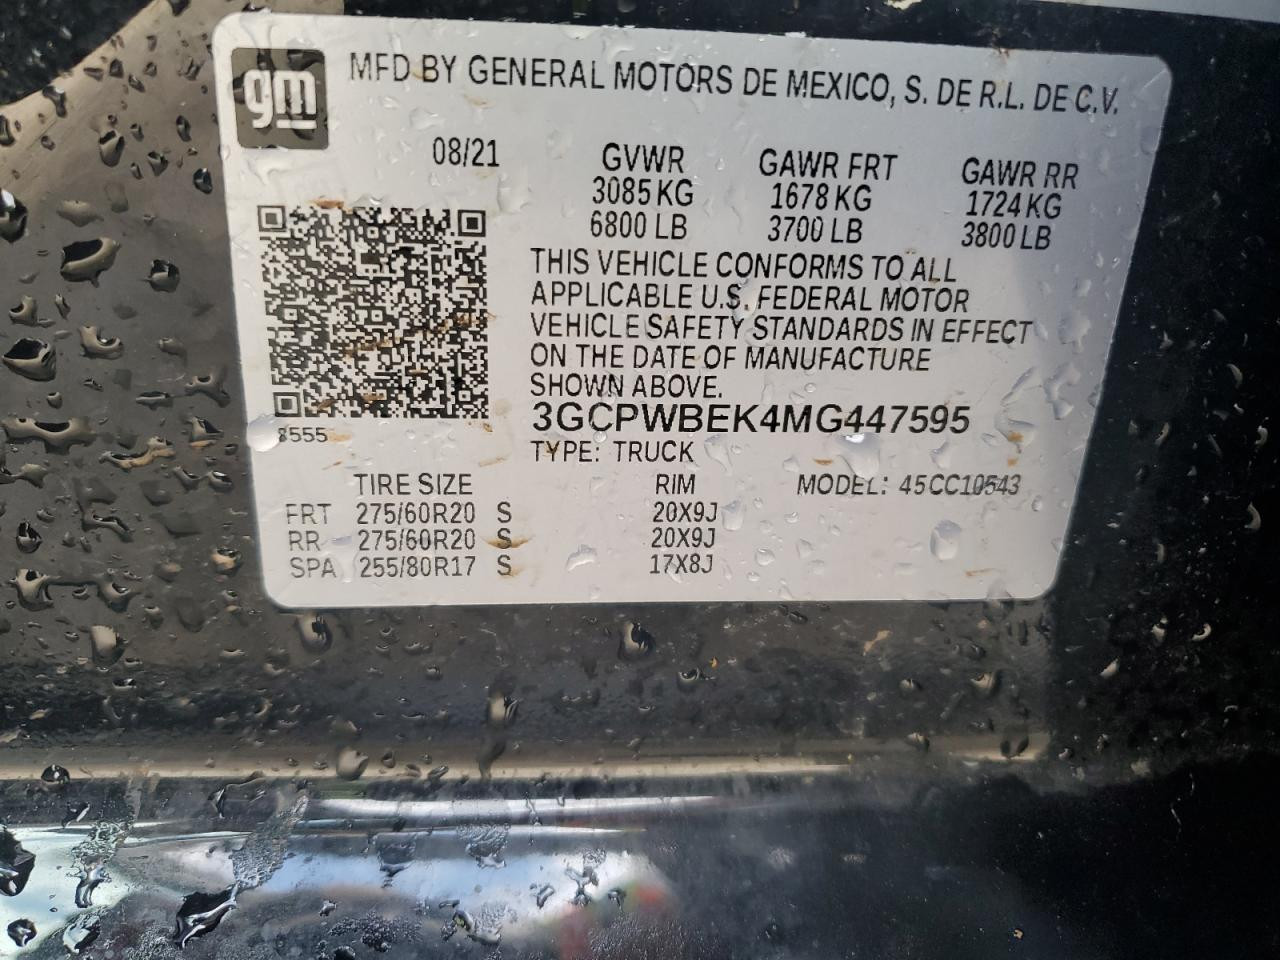 gm
MFD BY GENERAL MOTORS DE MEXICO, S. DE R.L. DE C.V.
08/21 GVWR GAWR FRT GAWR RR
3085 KG 1678 KG 1724 KG
6800 LB 3700 LB 3800 LB
THIS VEHICLE CONFORMS TO ALL
APPLICABLE U.S. FEDERAL MOTOR
VEHICLE SAFETY STANDARDS IN EFFECT
ON THE DATE OF MANUFACTURE
SHOWN ABOVE.
3GCPWBEK4MG447595
8555
TYPE: TRUCK
TIRE SIZE RIM MODEL: 45CC10543
FRT 275/60R20 S 20X9J
RR 275/60R20 S 20X9J
SPA 255/80R17 S 17X8J